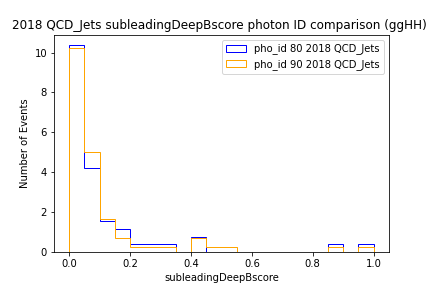 2018 QCD_Jets subleadingDeepBscore photon ID comparison (ggHH)
pho_id 80 2018 QCD_Jets
pho_id 90 2018 QCD_Jets
Number of Events
10
8
6
4
2
0
0.0 0.2 0.4 0.6 0.8 1.0
subleadingDeepBscore